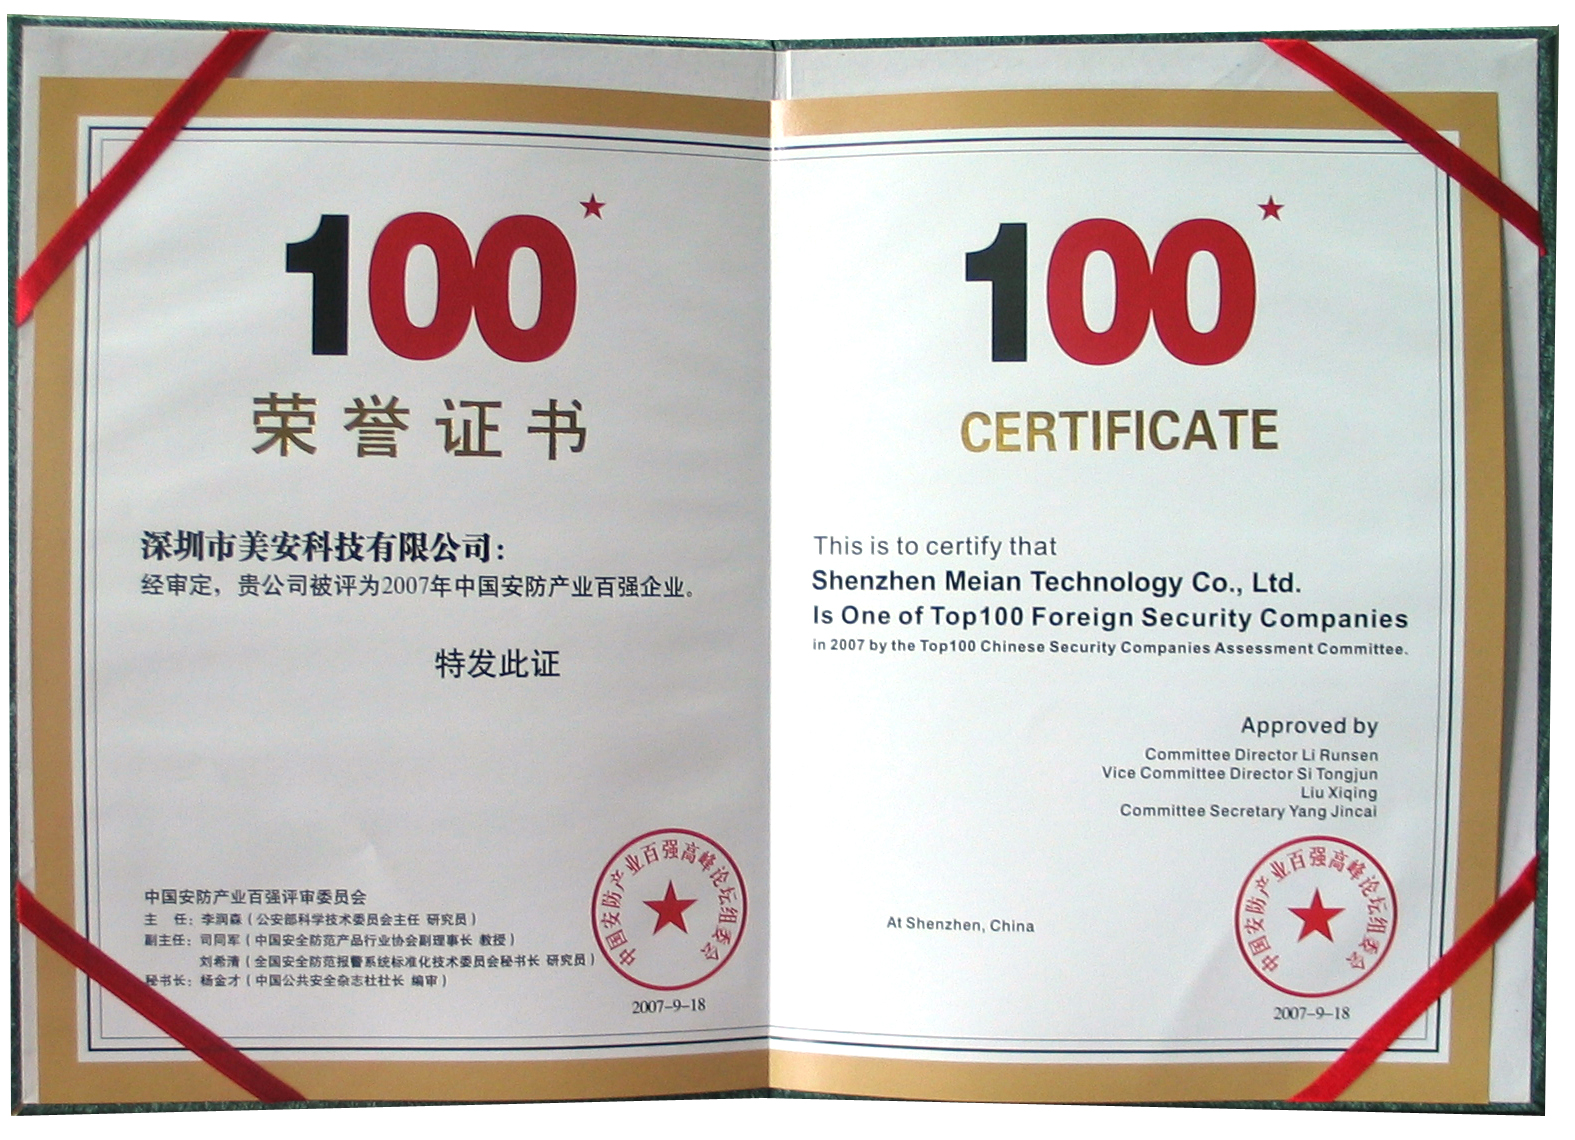 100
荣誉证书
深圳市美安科技有限公司：
经审定，贵公司被评为2007年中国安防产业百强企业。
特发此证
中国安防产业百强评审委员会
主　任：李润森（公安部科学技术委员会主任 研究员）
副主任：司同军（中国安全防范产品行业协会副理事长 教授）
刘希清（全国安全防范报警系统标准化技术委员会秘书长 研究员）
秘书长：杨金才（中国公共安全杂志社社长 编审）
中国安防产业百强高峰论坛组委会
2007-9-18
100
CERTIFICATE
This is to certify that
Shenzhen Meian Technology Co., Ltd.
Is One of Top100 Foreign Security Companies
in 2007 by the Top100 Chinese Security Companies Assessment Committee.
Approved by
Committee Director Li Runsen
Vice Committee Director Si Tongjun
Liu Xiqing
Committee Secretary Yang Jincai
At Shenzhen, China
中国安防产业百强高峰论坛组委会
2007-9-18